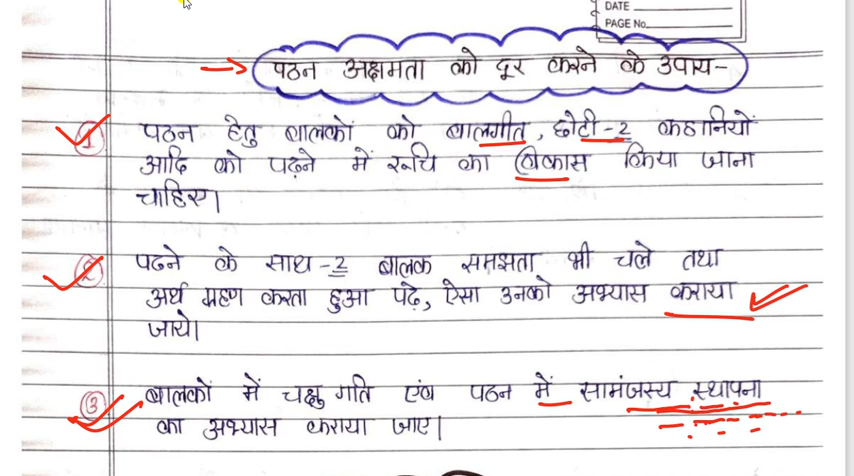 DATE
PAGE No.
पठन अक्षमता को दूर करने के उपाय-
① पठन हेतु बालकों को बालगीत, छोटी-2 कहानियों
आदि को पढ़ने में रूचि का विकास किया जाना
चाहिए।
② पढने के साथ-2 बालक समझता भी चले तथा
अर्थ ग्रहण करता हुआ पढ़े, ऐसा उनको अभ्यास कराया
जाये।
③ बालकों में चक्षु गति एंव पठन में सामंजस्य स्थापना
का अभ्यास कराया जाए।